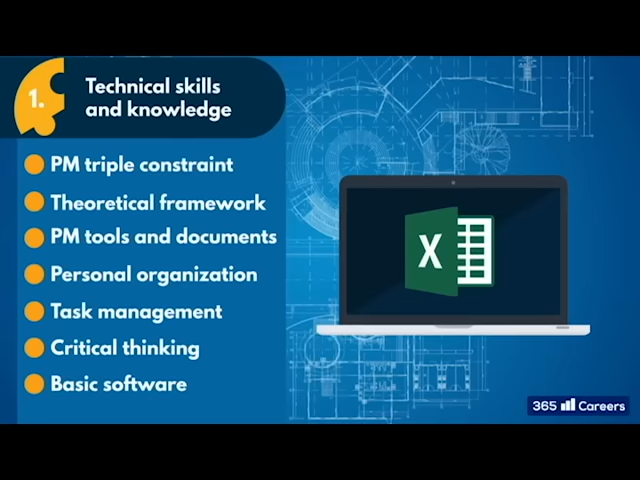 1.
Technical skills
and knowledge
PM triple constraint
Theoretical framework
PM tools and documents
Personal organization
Task management
Critical thinking
Basic software
X
365 Careers